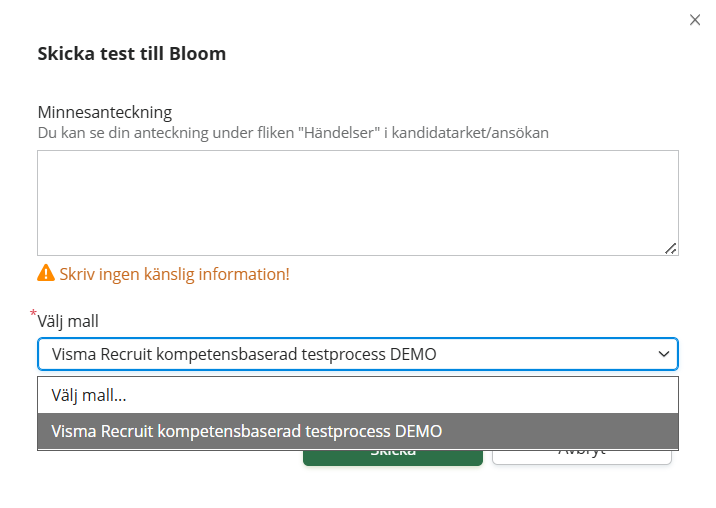 Skicka test till Bloom
Minnesanteckning
Du kan se din anteckning under fliken "Händelser" i kandidatarket/ansökan
Skriv ingen känslig information!
*Välj mall
Visma Recruit kompetensbaserad testprocess DEMO
Välj mall...
Visma Recruit kompetensbaserad testprocess DEMO
Skicka Avbryt